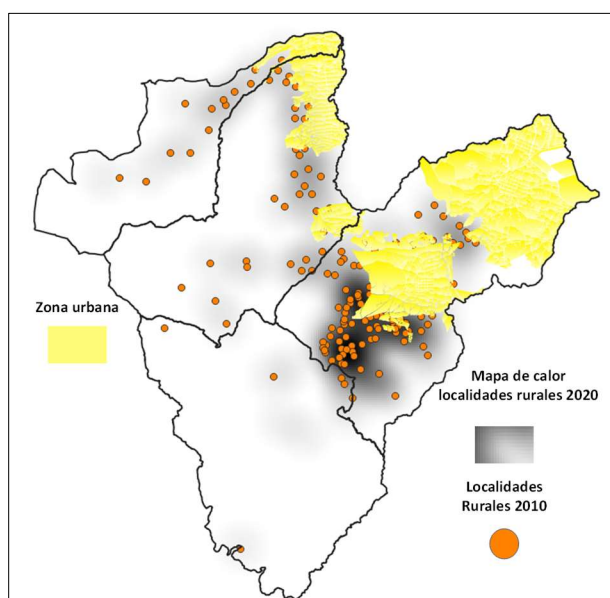 Zona urbana
Mapa de calor
localidades rurales 2020
Localidades
Rurales 2010